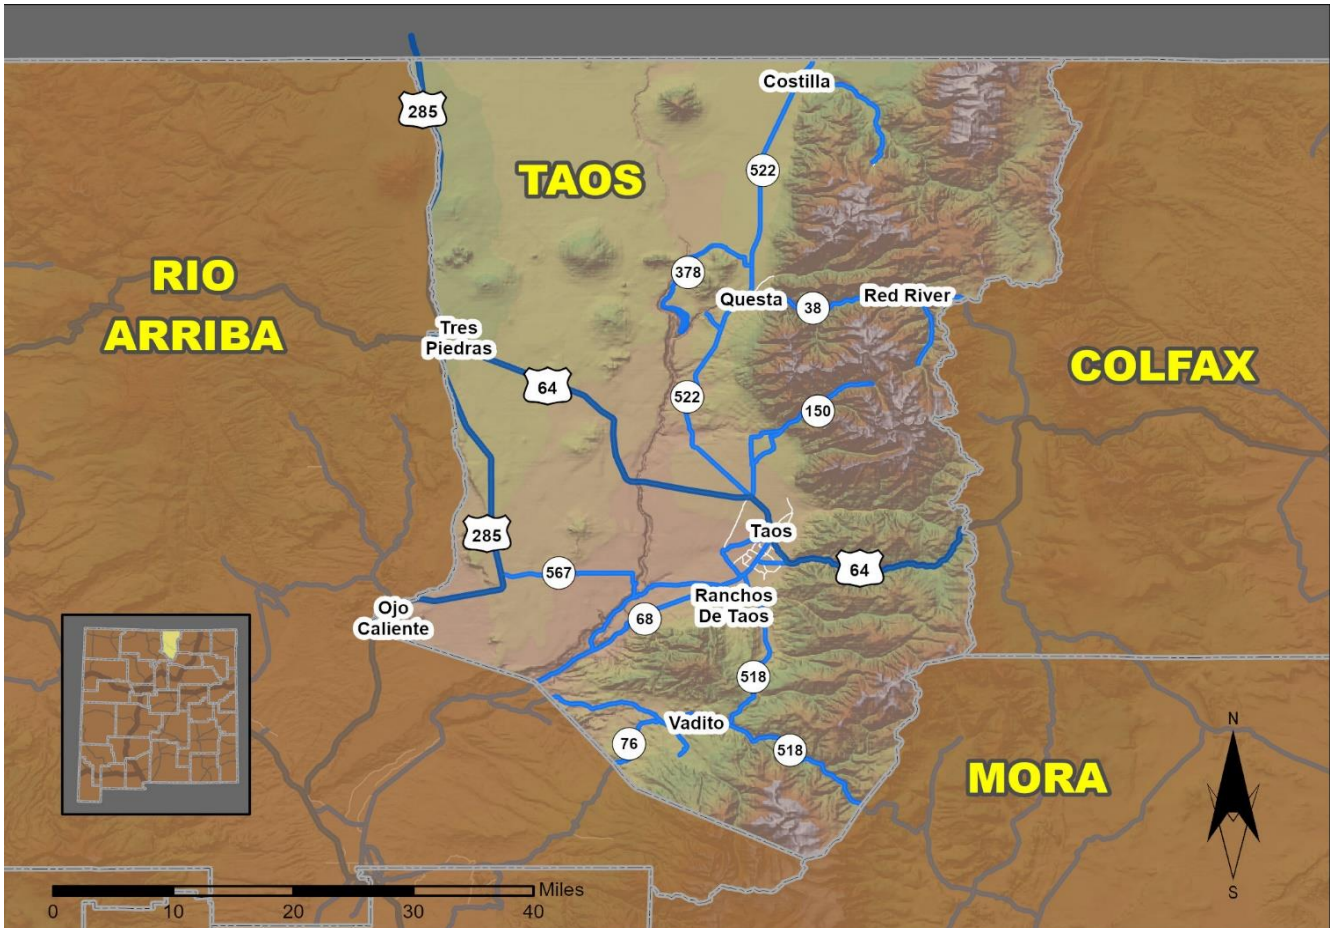 Costilla
285
522
TAOS
RIO
ARRIBA
378
Questa
38
Red River
Tres
Piedras
64
522
150
COLFAX
Taos
285
567
64
Ojo
Caliente
68
Ranchos
De Taos
518
Vadito
76
518
MORA
N
S
Miles
0
10
20
30
40